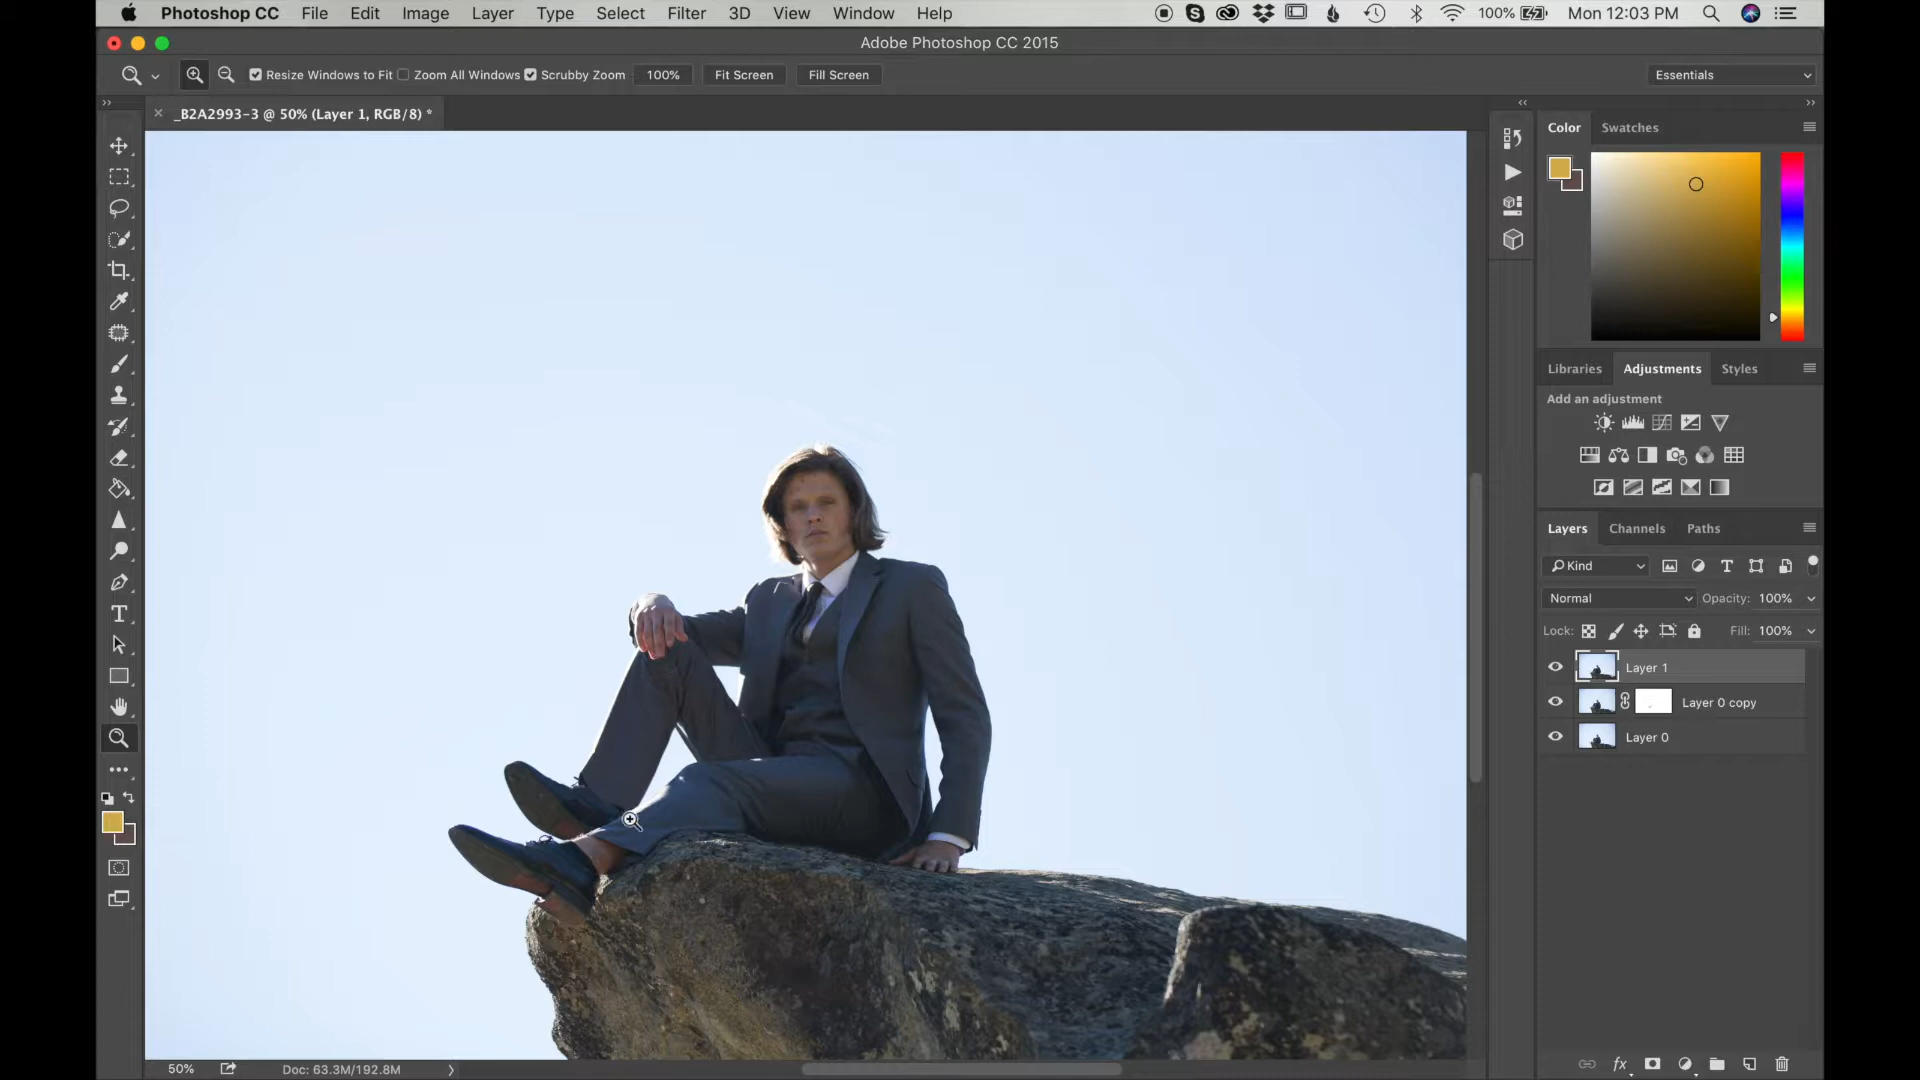 Photoshop CC File Edit Image Layer Type Select Filter 3D View Window Help 100% Mon 12:03 PM
Adobe Photoshop CC 2015
Resize Windows to Fit Zoom All Windows Scrubby Zoom 100% Fit Screen Fill Screen Essentials
_B2A2993-3 @ 50% (Layer 1, RGB/8) *
Color Swatches
Libraries Adjustments Styles
Add an adjustment
Layers Channels Paths
Kind
Normal Opacity: 100%
Lock: Fill: 100%
Layer 1
Layer 0 copy
Layer 0
50% Doc: 63.3M/192.8M